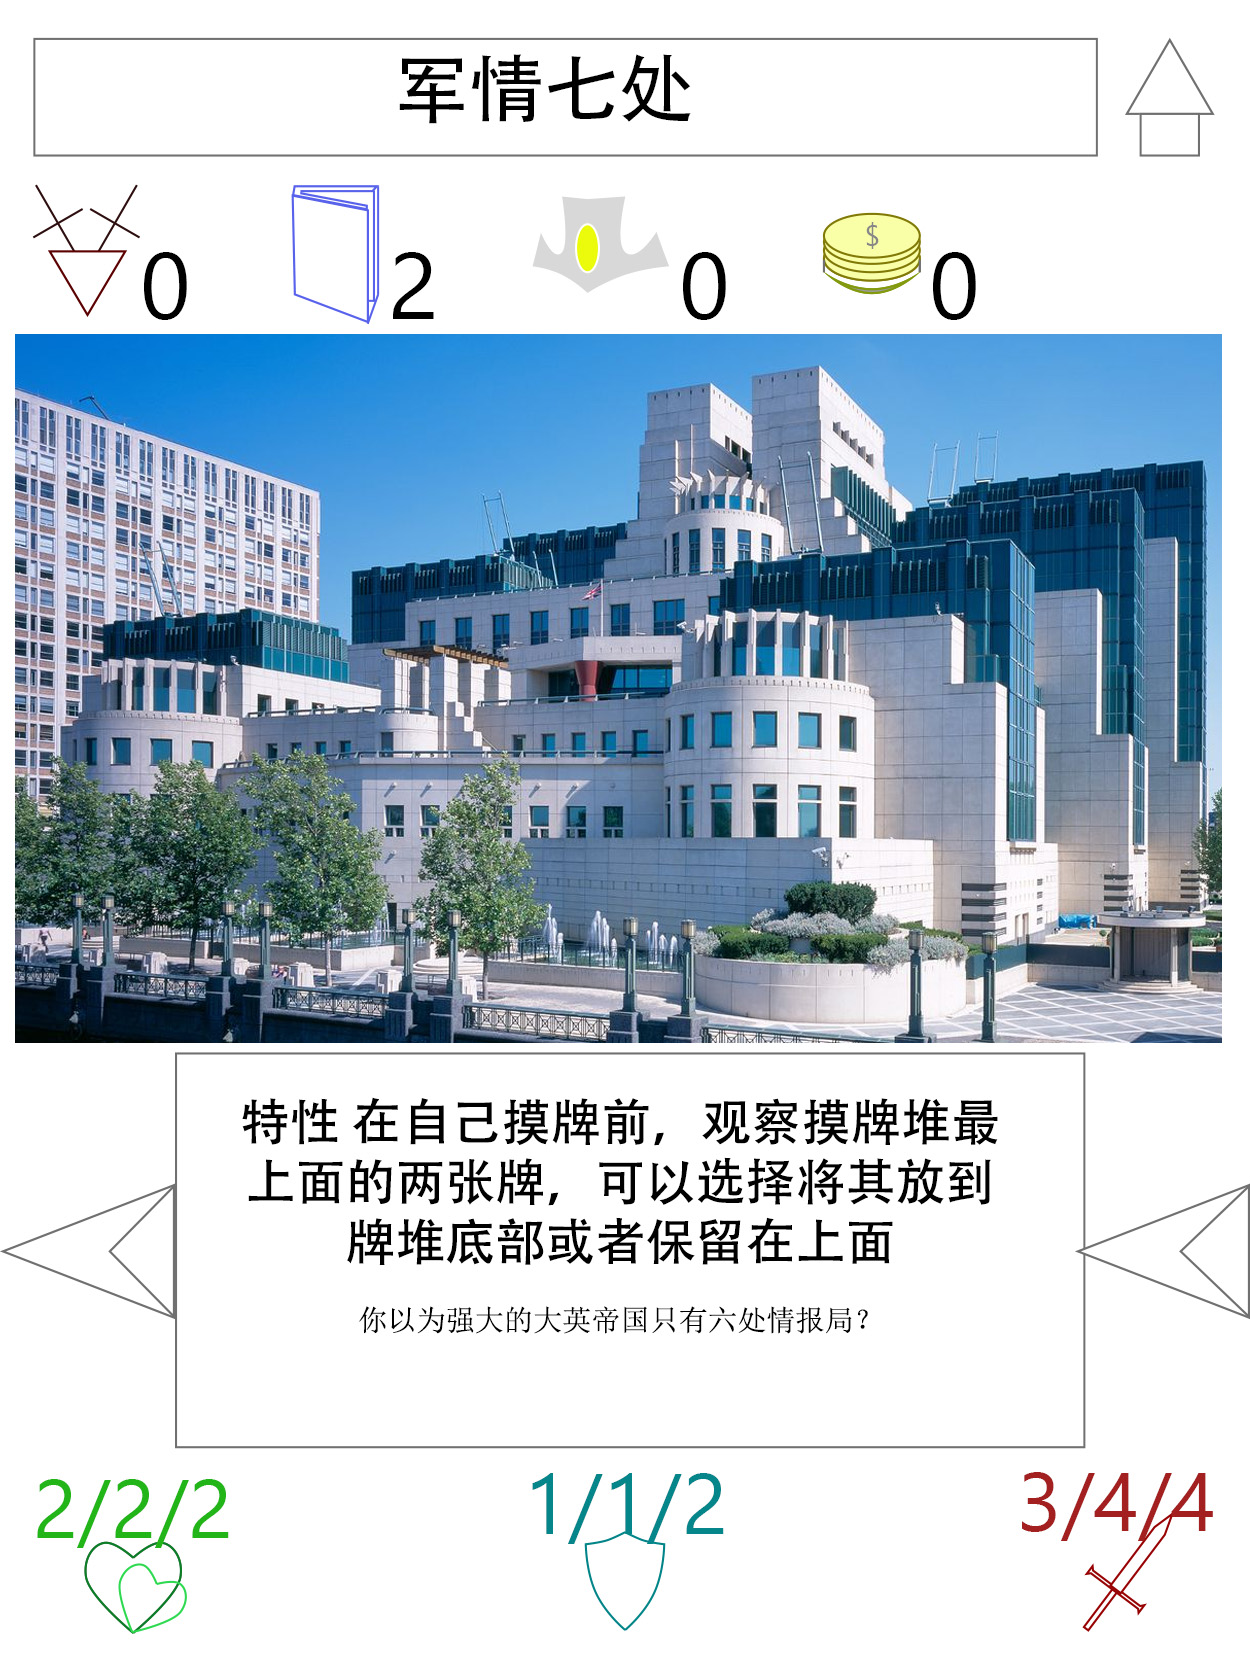 军情七处
0 2 0 $ 0
特性 在自己摸牌前，观察摸牌堆最
上面的两张牌，可以选择将其放到
牌堆底部或者保留在上面
你以为强大的大英帝国只有六处情报局？
2/2/2 1/1/2 3/4/4